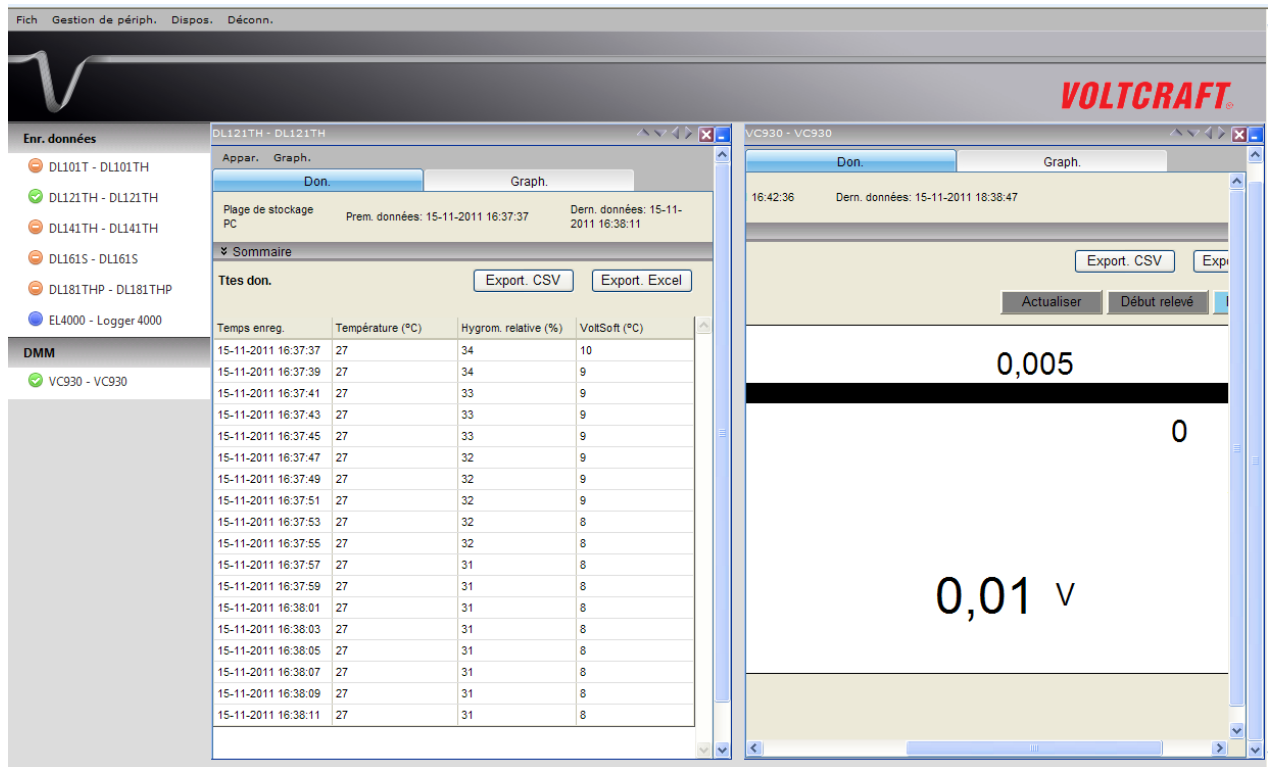 Fich Gestion de périph. Dispos. Déconn.
VOLTCRAFT®
Enr. données
DL101T - DL101TH
DL121TH - DL121TH
DL141TH - DL141TH
DL161S - DL161S
DL181THP - DL181THP
EL4000 - Logger 4000
DMM
VC930 - VC930
DL121TH - DL121TH
Appar. Graph.
Don. Graph.
Plage de stockage
PC
Prem. données: 15-11-2011 16:37:37
Dern. données: 15-11-
2011 16:38:11
Sommaire
Ttes don. Export. CSV Export. Excel
Temps enreg. Température (ºC) Hygrom. relative (%) VoltSoft (ºC)
15-11-2011 16:37:37 27 34 10
15-11-2011 16:37:39 27 34 9
15-11-2011 16:37:41 27 33 9
15-11-2011 16:37:43 27 33 9
15-11-2011 16:37:45 27 33 9
15-11-2011 16:37:47 27 32 9
15-11-2011 16:37:49 27 32 9
15-11-2011 16:37:51 27 32 9
15-11-2011 16:37:53 27 32 8
15-11-2011 16:37:55 27 32 8
15-11-2011 16:37:57 27 31 8
15-11-2011 16:37:59 27 31 8
15-11-2011 16:38:01 27 31 8
15-11-2011 16:38:03 27 31 8
15-11-2011 16:38:05 27 31 8
15-11-2011 16:38:07 27 31 8
15-11-2011 16:38:09 27 31 8
15-11-2011 16:38:11 27 31 8
VC930 - VC930
Don. Graph.
16:42:36 Dern. données: 15-11-2011 18:38:47
Export. CSV
Actualiser Début relevé
0,005
0
0,01 V